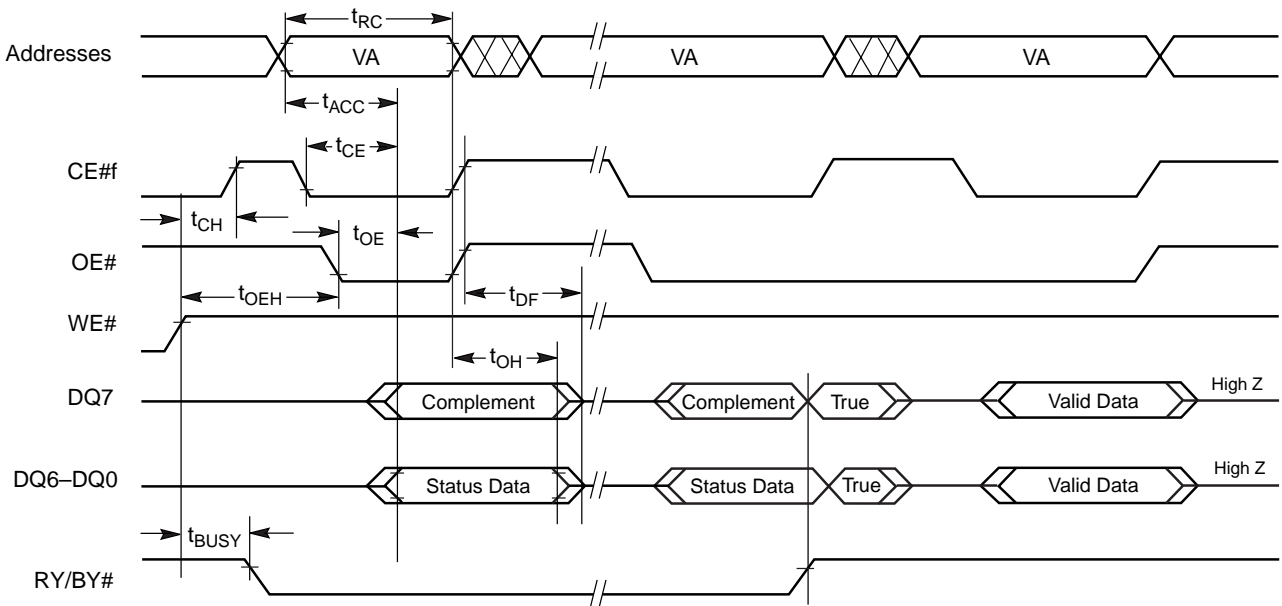 tRC
Addresses VA VA VA
tACC
tCE
CE#f
tCH
tOE
OE#
tOEH
tDF
WE#
tOH
DQ7 Complement Complement True Valid Data High Z
DQ6–DQ0 Status Data Status Data True Valid Data High Z
tBUSY
RY/BY#